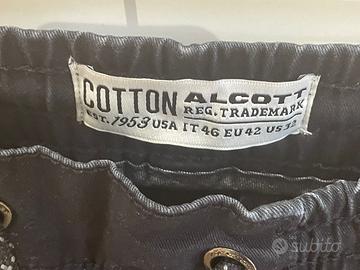 COTTON ALCOTT
REG. TRADEMARK
EST. 1953 USA IT 46 EU 42 US 32
subito